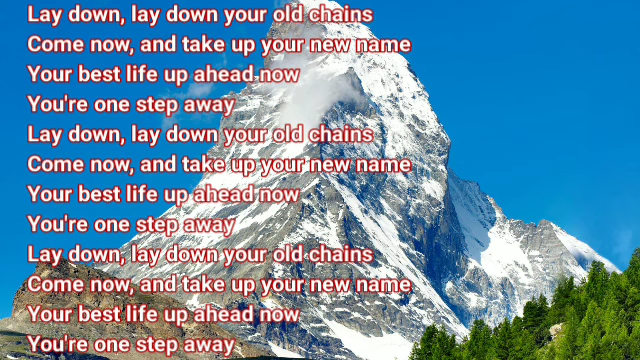 Lay down, lay down your old chains
Come now, and take up your new name
Your best life up ahead now
You're one step away
Lay down, lay down your old chains
Come now, and take up your new name
Your best life up ahead now
You're one step away
Lay down, lay down your old chains
Come now, and take up your new name
Your best life up ahead now
You're one step away